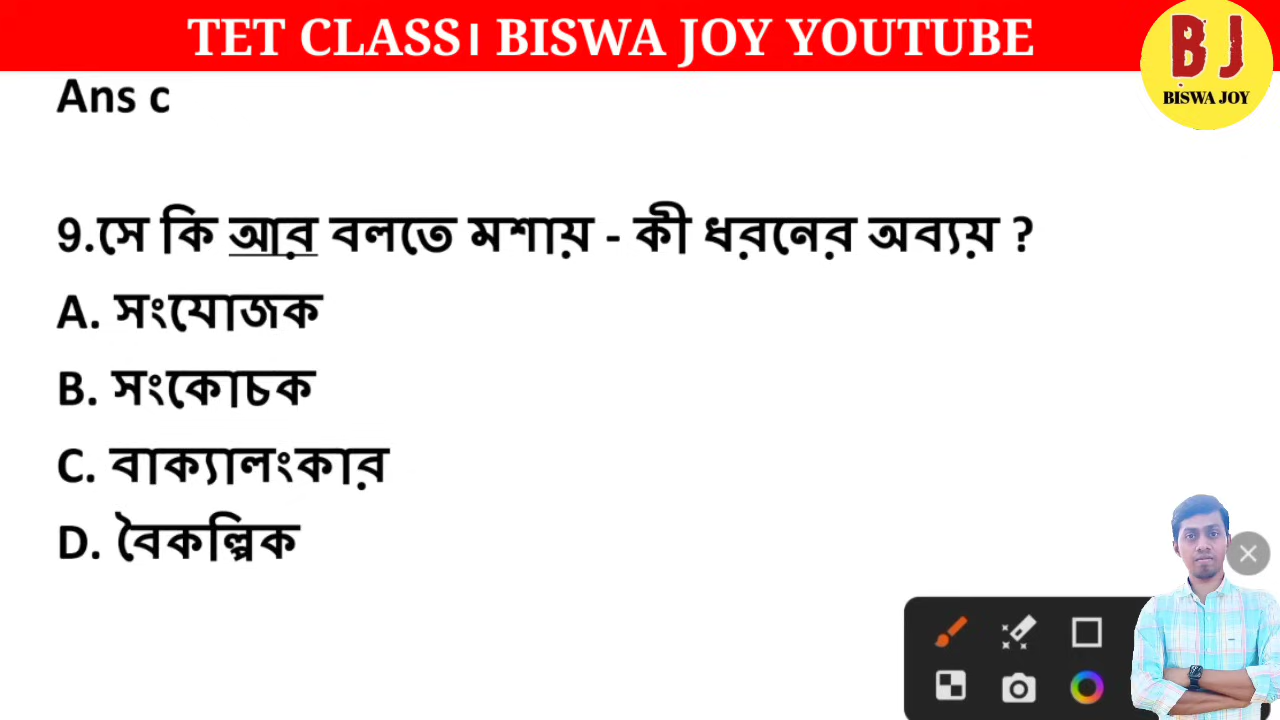 TET CLASS। BISWA JOY YOUTUBE
BJ
BISWA JOY
Ans c
9.সে কি আর বলতে মশায় - কী ধরনের অব্যয় ?
A. সংযোজক
B. সংকোচক
C. বাক্যালংকার
D. বৈকল্পিক